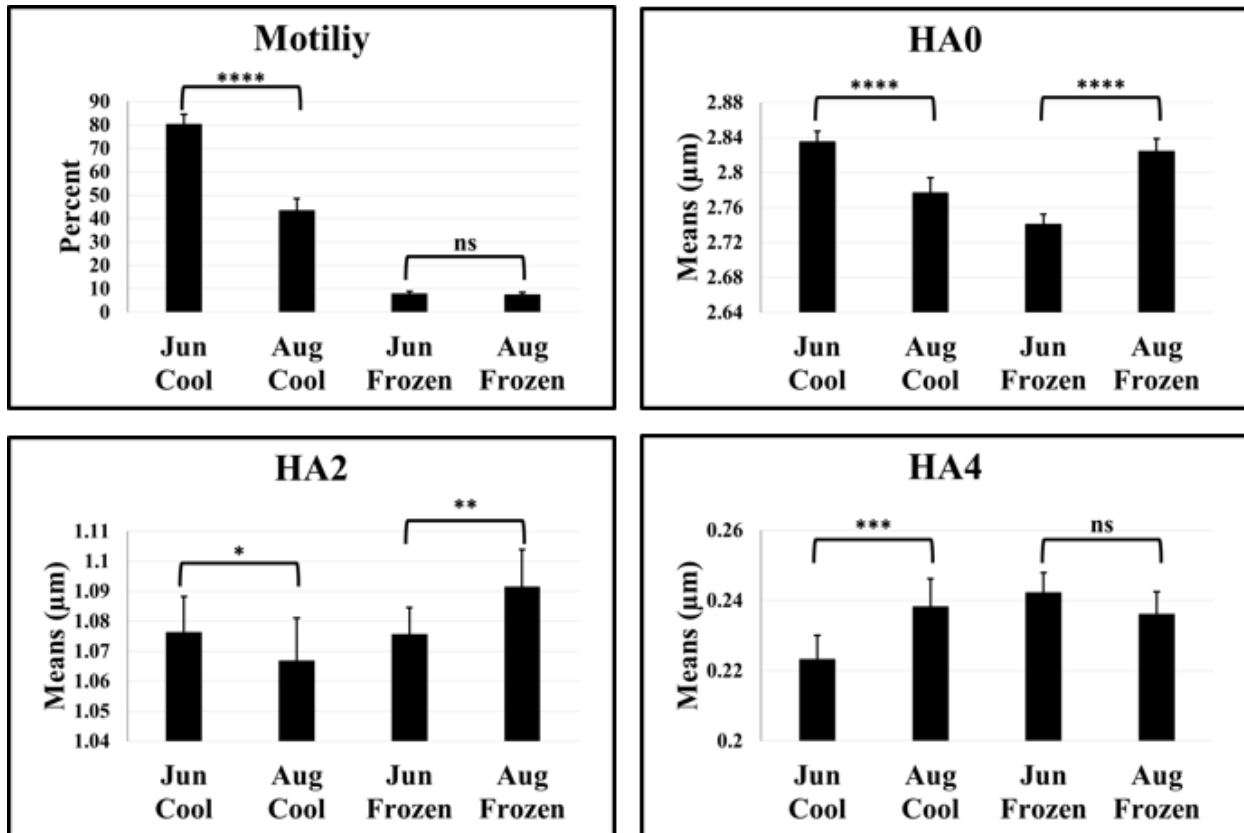 Motiliy
****
ns
Percent
90
80
70
60
50
40
30
20
10
0
Jun Cool
Aug Cool
Jun Frozen
Aug Frozen
HA0
****
****
Means (µm)
2.88
2.84
2.8
2.76
2.72
2.68
2.64
Jun Cool
Aug Cool
Jun Frozen
Aug Frozen
HA2
*
**
Means (µm)
1.11
1.1
1.09
1.08
1.07
1.06
1.05
1.04
Jun Cool
Aug Cool
Jun Frozen
Aug Frozen
HA4
***
ns
Means (µm)
0.26
0.24
0.22
0.2
Jun Cool
Aug Cool
Jun Frozen
Aug Frozen